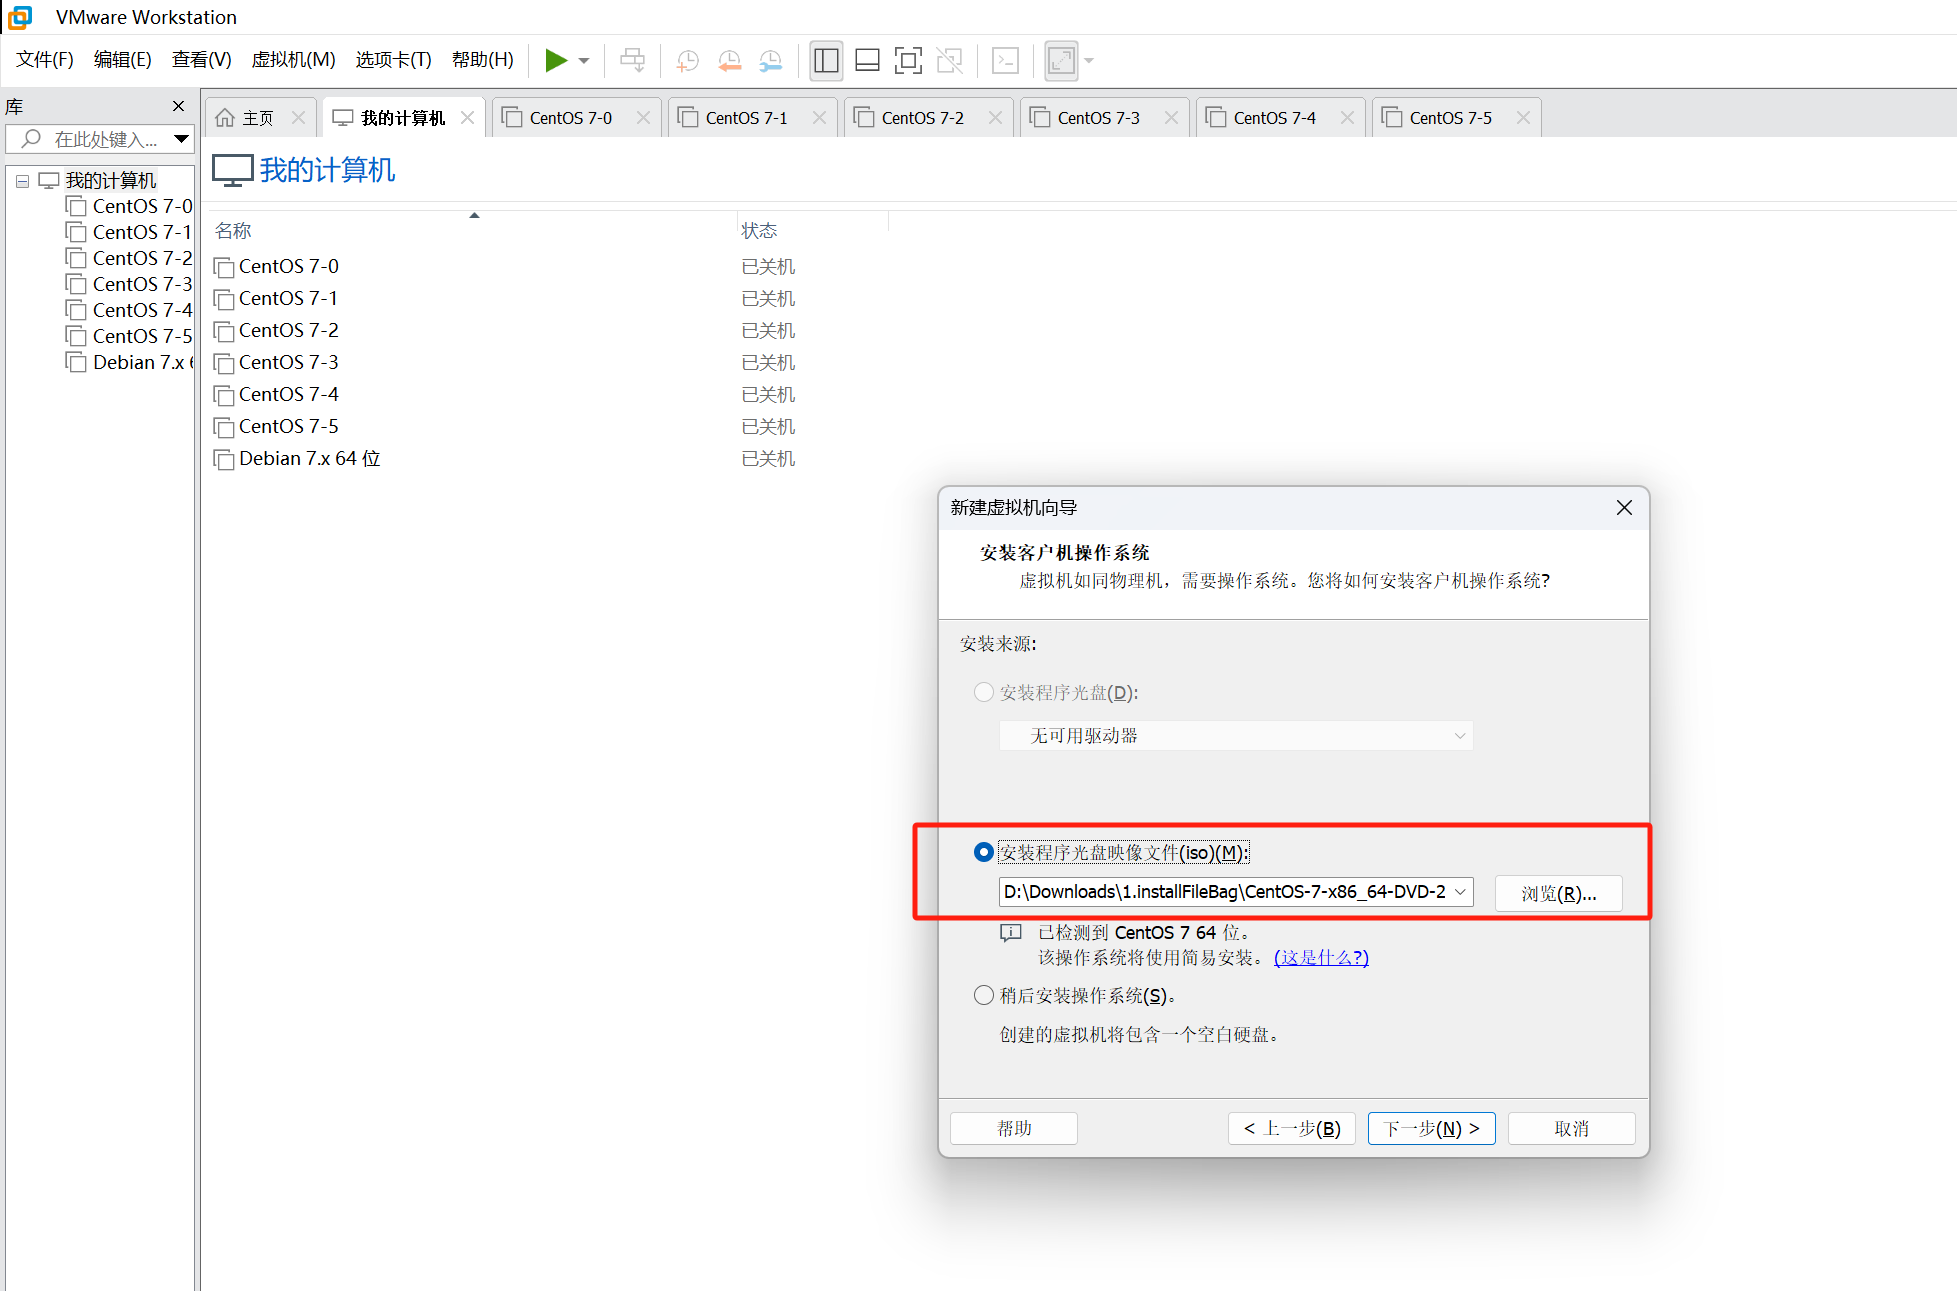 VMware Workstation
文件(F) 编辑(E) 查看(V) 虚拟机(M) 选项卡(T) 帮助(H)
库
在此处键入...
我的计算机
CentOS 7-0
CentOS 7-1
CentOS 7-2
CentOS 7-3
CentOS 7-4
CentOS 7-5
Debian 7.x 6
主页 我的计算机 CentOS 7-0 CentOS 7-1 CentOS 7-2 CentOS 7-3 CentOS 7-4 CentOS 7-5
我的计算机
名称 状态
CentOS 7-0 已关机
CentOS 7-1 已关机
CentOS 7-2 已关机
CentOS 7-3 已关机
CentOS 7-4 已关机
CentOS 7-5 已关机
Debian 7.x 64 位 已关机
新建虚拟机向导
安装客户机操作系统
虚拟机如同物理机，需要操作系统。您将如何安装客户机操作系统?
安装来源:
安装程序光盘(D):
无可用驱动器
安装程序光盘映像文件(iso)(M):
D:\Downloads\1.installFileBag\CentOS-7-x86_64-DVD-2 浏览(R)...
已检测到 CentOS 7 64 位。
该操作系统将使用简易安装。(这是什么?)
稍后安装操作系统(S)。
创建的虚拟机将包含一个空白硬盘。
帮助 < 上一步(B) 下一步(N) > 取消